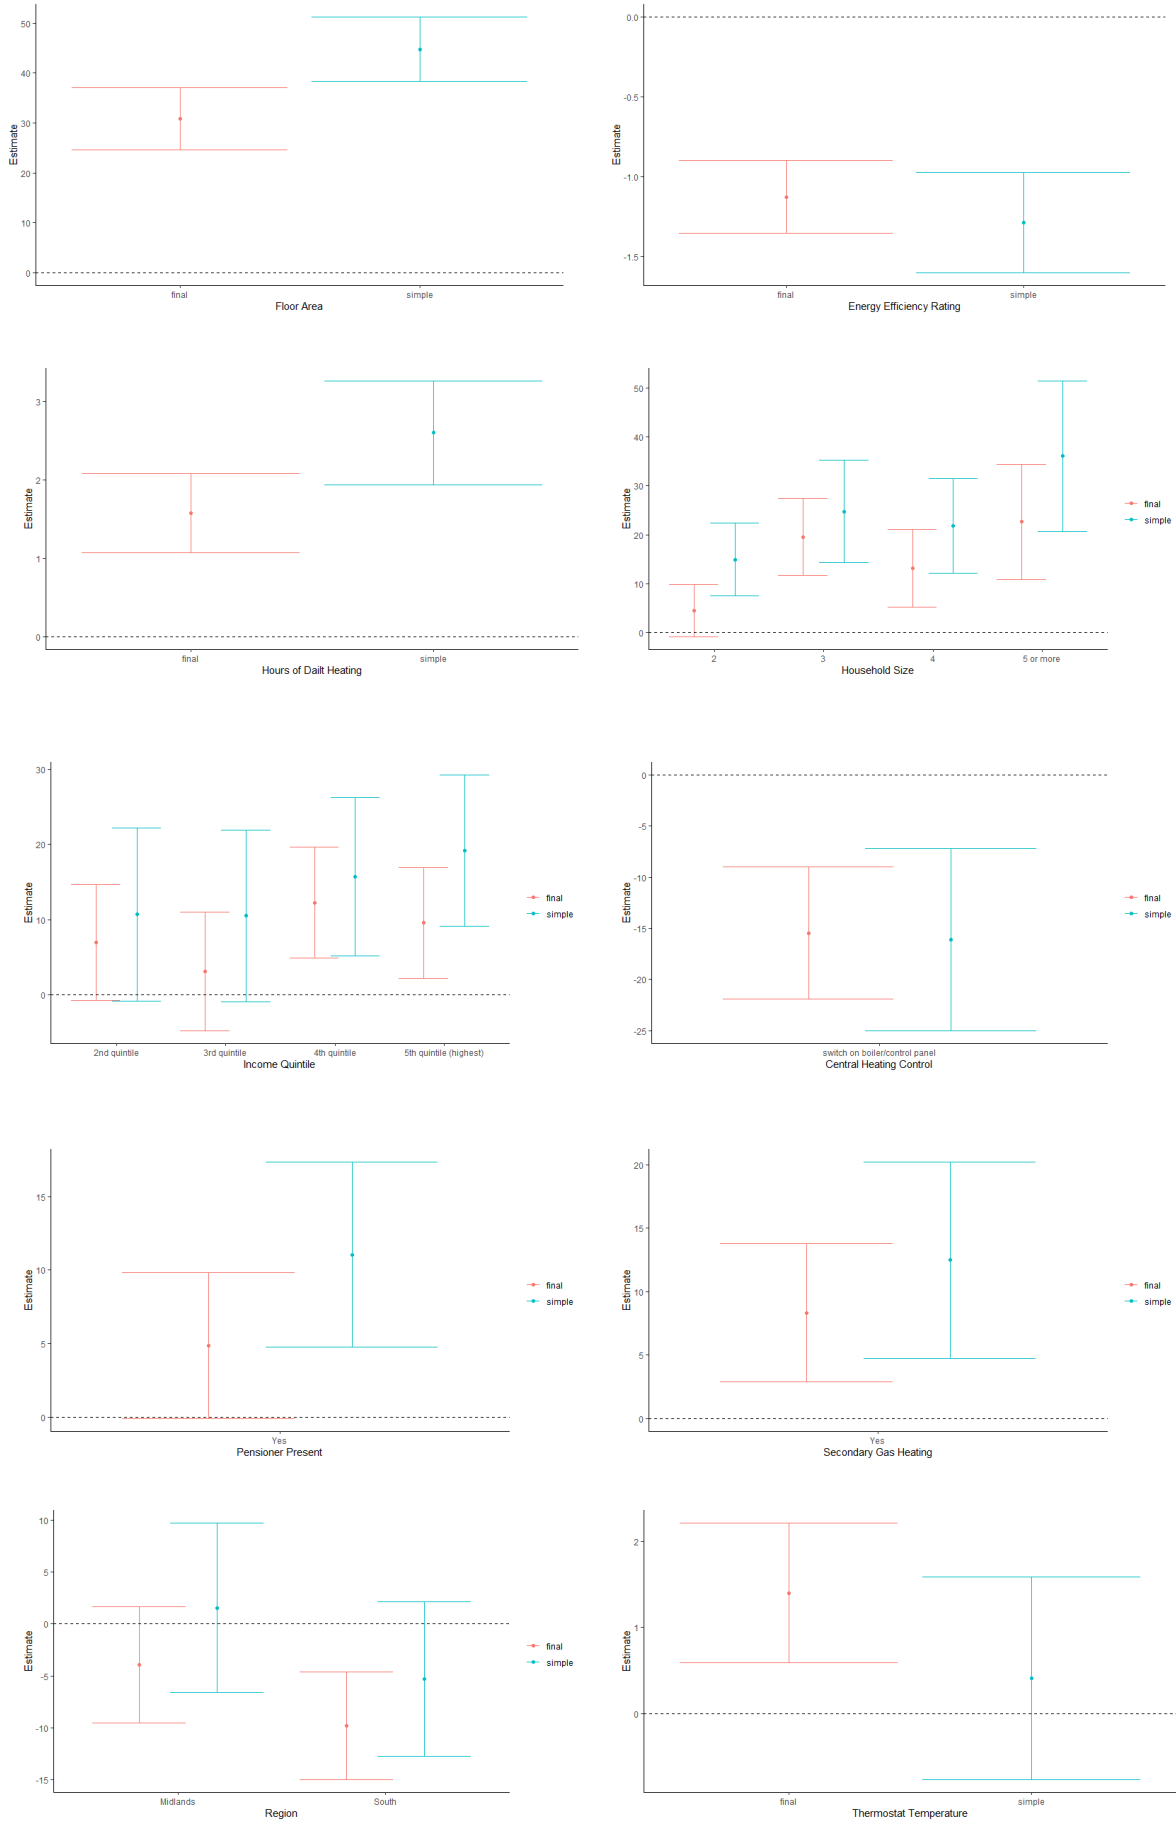 50
40
30
20
10
0
Estimate
final simple
Floor Area
0.0
-0.5
-1.0
-1.5
Estimate
final simple
Energy Efficiency Rating
3
2
1
0
Estimate
final simple
Hours of Dailt Heating
50
40
30
20
10
0
Estimate
2 3 4 5 or more
Household Size
final
simple
30
20
10
0
Estimate
2nd quintile 3rd quintile 4th quintile 5th quintile (highest)
Income Quintile
final
simple
0
-5
-10
-15
-20
-25
Estimate
switch on boiler/control panel
Central Heating Control
final
simple
15
10
5
0
Estimate
Yes
Pensioner Present
final
simple
20
15
10
5
0
Estimate
Yes
Secondary Gas Heating
final
simple
10
5
0
-5
-10
-15
Estimate
Midlands South
Region
final
simple
2
1
0
Estimate
final simple
Thermostat Temperature